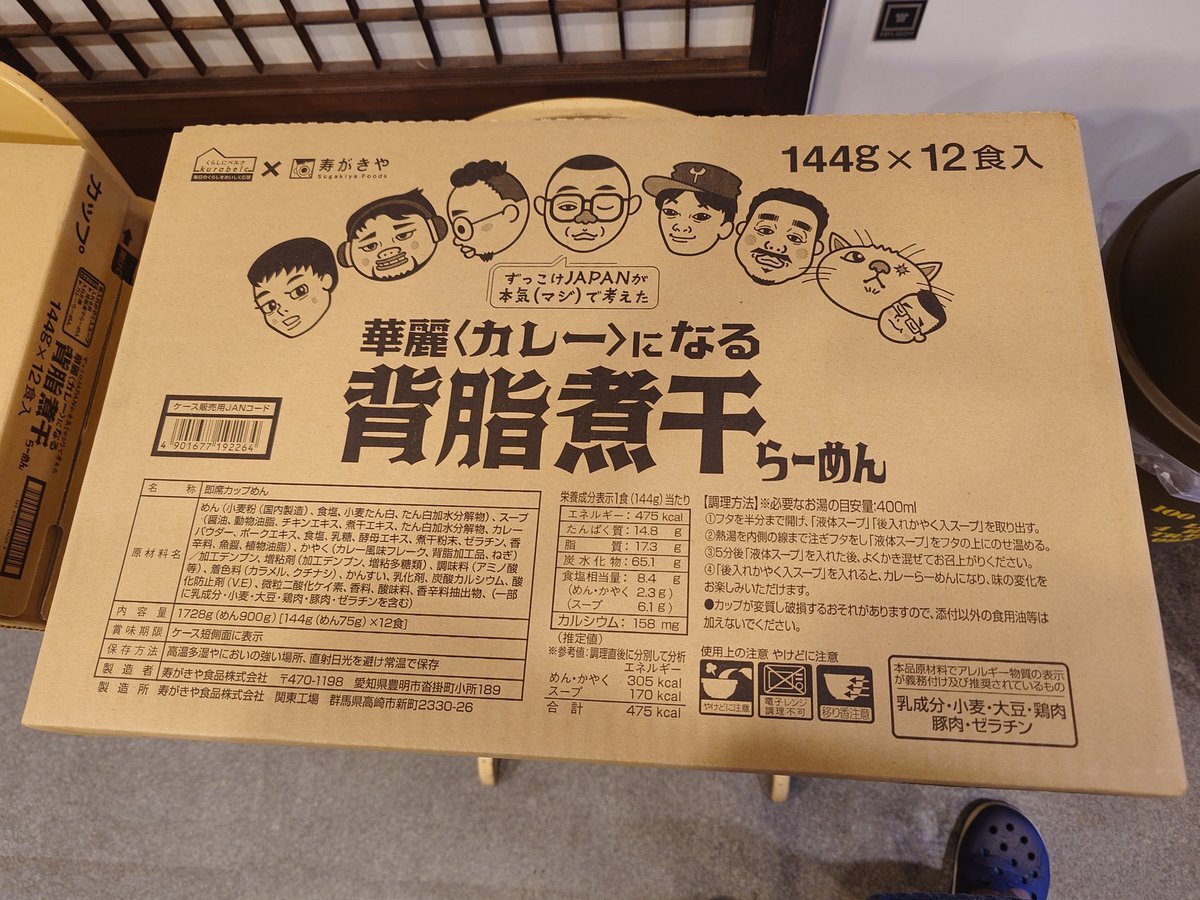 くらしにベルク
kurabelc
毎日のくらしをおいしく応援
×
寿がきや
Sugakiya Foods
144g×12食入
ずっこけJAPANが
本気(マジ)で考えた
華麗〈カレー〉になる
背脂煮干らーめん
ケース販売用JANコード
4 901677 192264
名 称 即席カップめん
原材料名
めん(小麦粉(国内製造)、食塩、小麦たん白、たん白加水分解物)、スープ
(醤油、動物油脂、チキンエキス、煮干エキス、たん白加水分解物、カレー
パウダー、ポークエキス、食塩、乳糖、酵母エキス、煮干粉末、ゼラチン、香
辛料、魚醤、植物油脂)、かやく(カレー風味フレーク、背脂加工品、ねぎ)
/加工デンプン、増粘剤(加工デンプン、増粘多糖類)、調味料(アミノ酸
等)、着色料(カラメル、クチナシ)、かんすい、乳化剤、炭酸カルシウム、酸
化防止剤(V.E)、微粒二酸化ケイ素、香料、酸味料、香辛料抽出物、(一部
に乳成分・小麦・大豆・鶏肉・豚肉・ゼラチンを含む)
内 容 量 1728g(めん900g)[144g(めん75g)×12食]
賞味期限 ケース短側面に表示
保存方法 高温多湿やにおいの強い場所、直射日光を避け常温で保存
製 造 者 寿がきや食品株式会社 〒470-1198 愛知県豊明市沓掛町小所189
製 造 所 寿がきや食品株式会社 関東工場 群馬県高崎市新町2330-26
栄養成分表示1食(144g)当たり
エネルギー:475 kcal
たんぱく質:14.8 g
脂 質:17.3 g
炭水化物:65.1 g
食塩相当量:8.4 g
(めん・かやく 2.3g)
(スープ 6.1g)
カルシウム:158 mg
(推定値)
※参考値:調理直後に分別して分析
エネルギー
めん・かやく 305 kcal
スープ 170 kcal
合 計 475 kcal
【調理方法】※必要なお湯の目安量:400ml
①フタを半分まで開け、「液体スープ」「後入れかやく入スープ」を取り出す。
②熱湯を内側の線まで注ぎフタをし「液体スープ」をフタの上にのせ温める。
③5分後「液体スープ」を入れた後、よくかき混ぜてお召上がりください。
④「後入れかやく入スープ」を入れると、カレーらーめんになり、味の変化を
お楽しみいただけます。
●カップが変質し破損するおそれがありますので、添付以外の食用油等は
加えないでください。
使用上の注意 やけどに注意
やけどに注意
電子レンジ
調理不可
移り香注意
本品原材料でアレルギー物質の表示
が義務付け及び推奨されているもの
乳成分・小麦・大豆・鶏肉
豚肉・ゼラチン
カップ。
144g×12食入
華麗〈カレー〉になる
背脂煮干らーめん